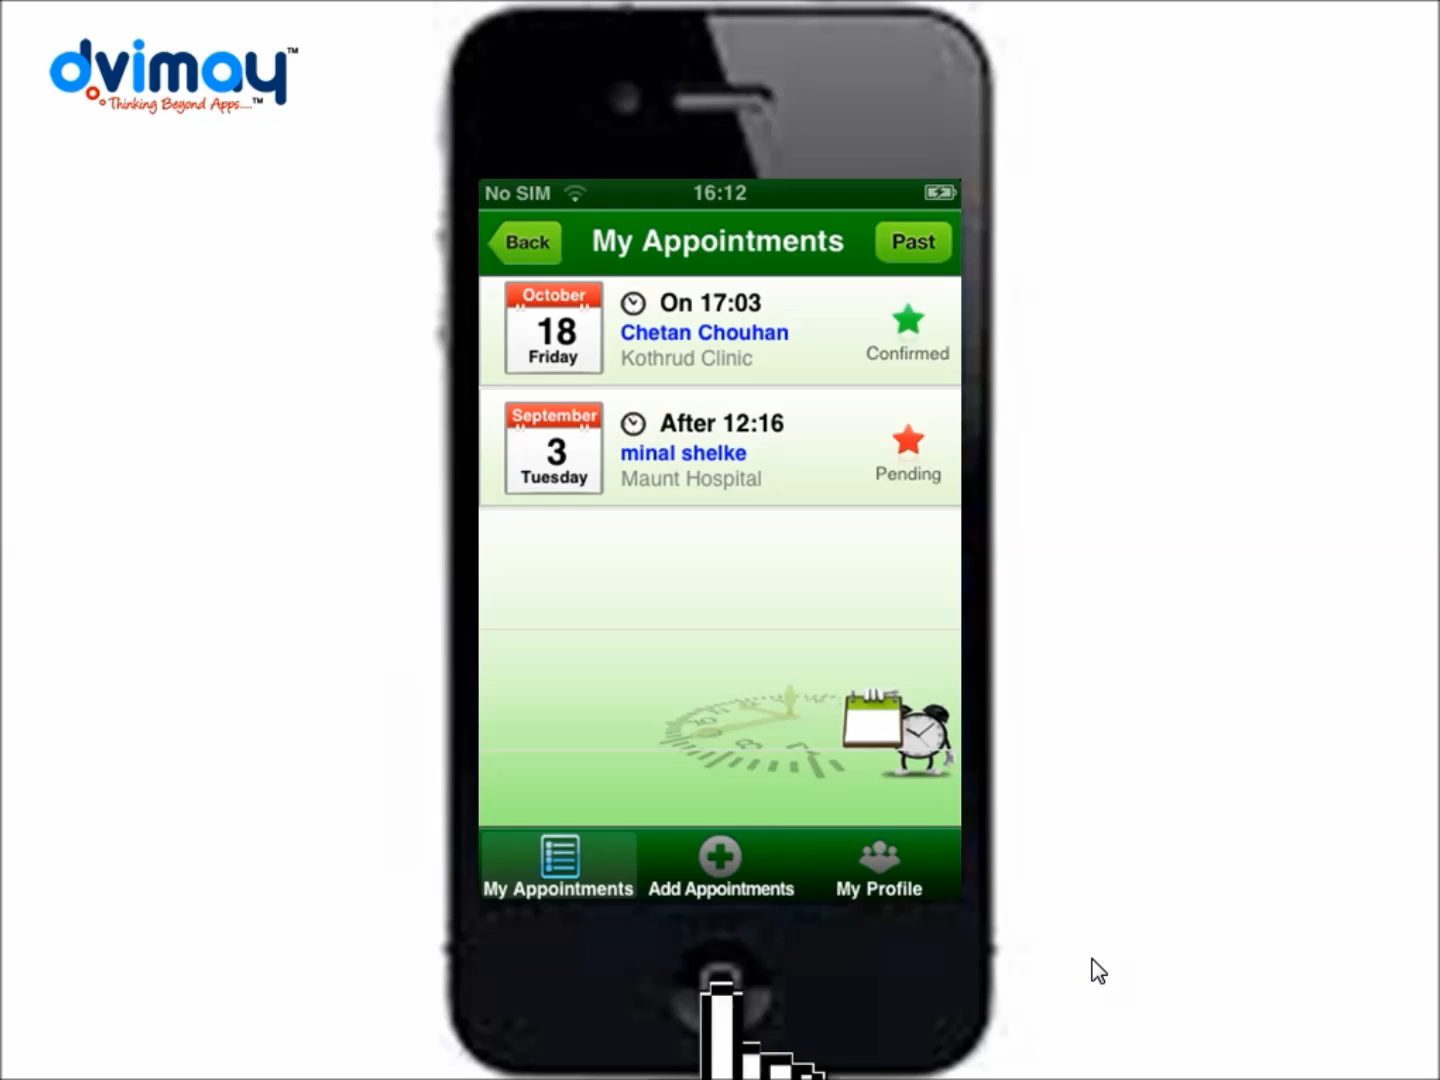 dvimay™
Thinking Beyond Apps....™
No SIM 16:12
Back My Appointments Past
October
18
Friday
On 17:03
Chetan Chouhan
Kothrud Clinic
Confirmed
September
3
Tuesday
After 12:16
minal shelke
Maunt Hospital
Pending
My Appointments Add Appointments My Profile